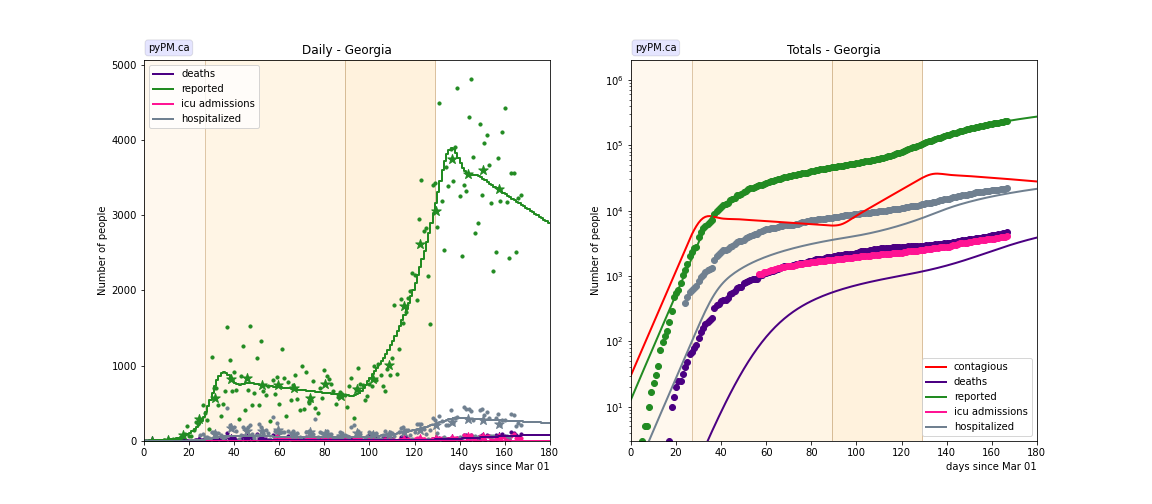 pyPM.ca
Daily - Georgia
5000
4000
3000
2000
1000
0
Number of people
deaths
reported
icu admissions
hospitalized
0 20 40 60 80 100 120 140 160 180
days since Mar 01
pyPM.ca
Totals - Georgia
10⁶
10⁵
10⁴
10³
10²
10¹
Number of people
contagious
deaths
reported
icu admissions
hospitalized
0 20 40 60 80 100 120 140 160 180
days since Mar 01